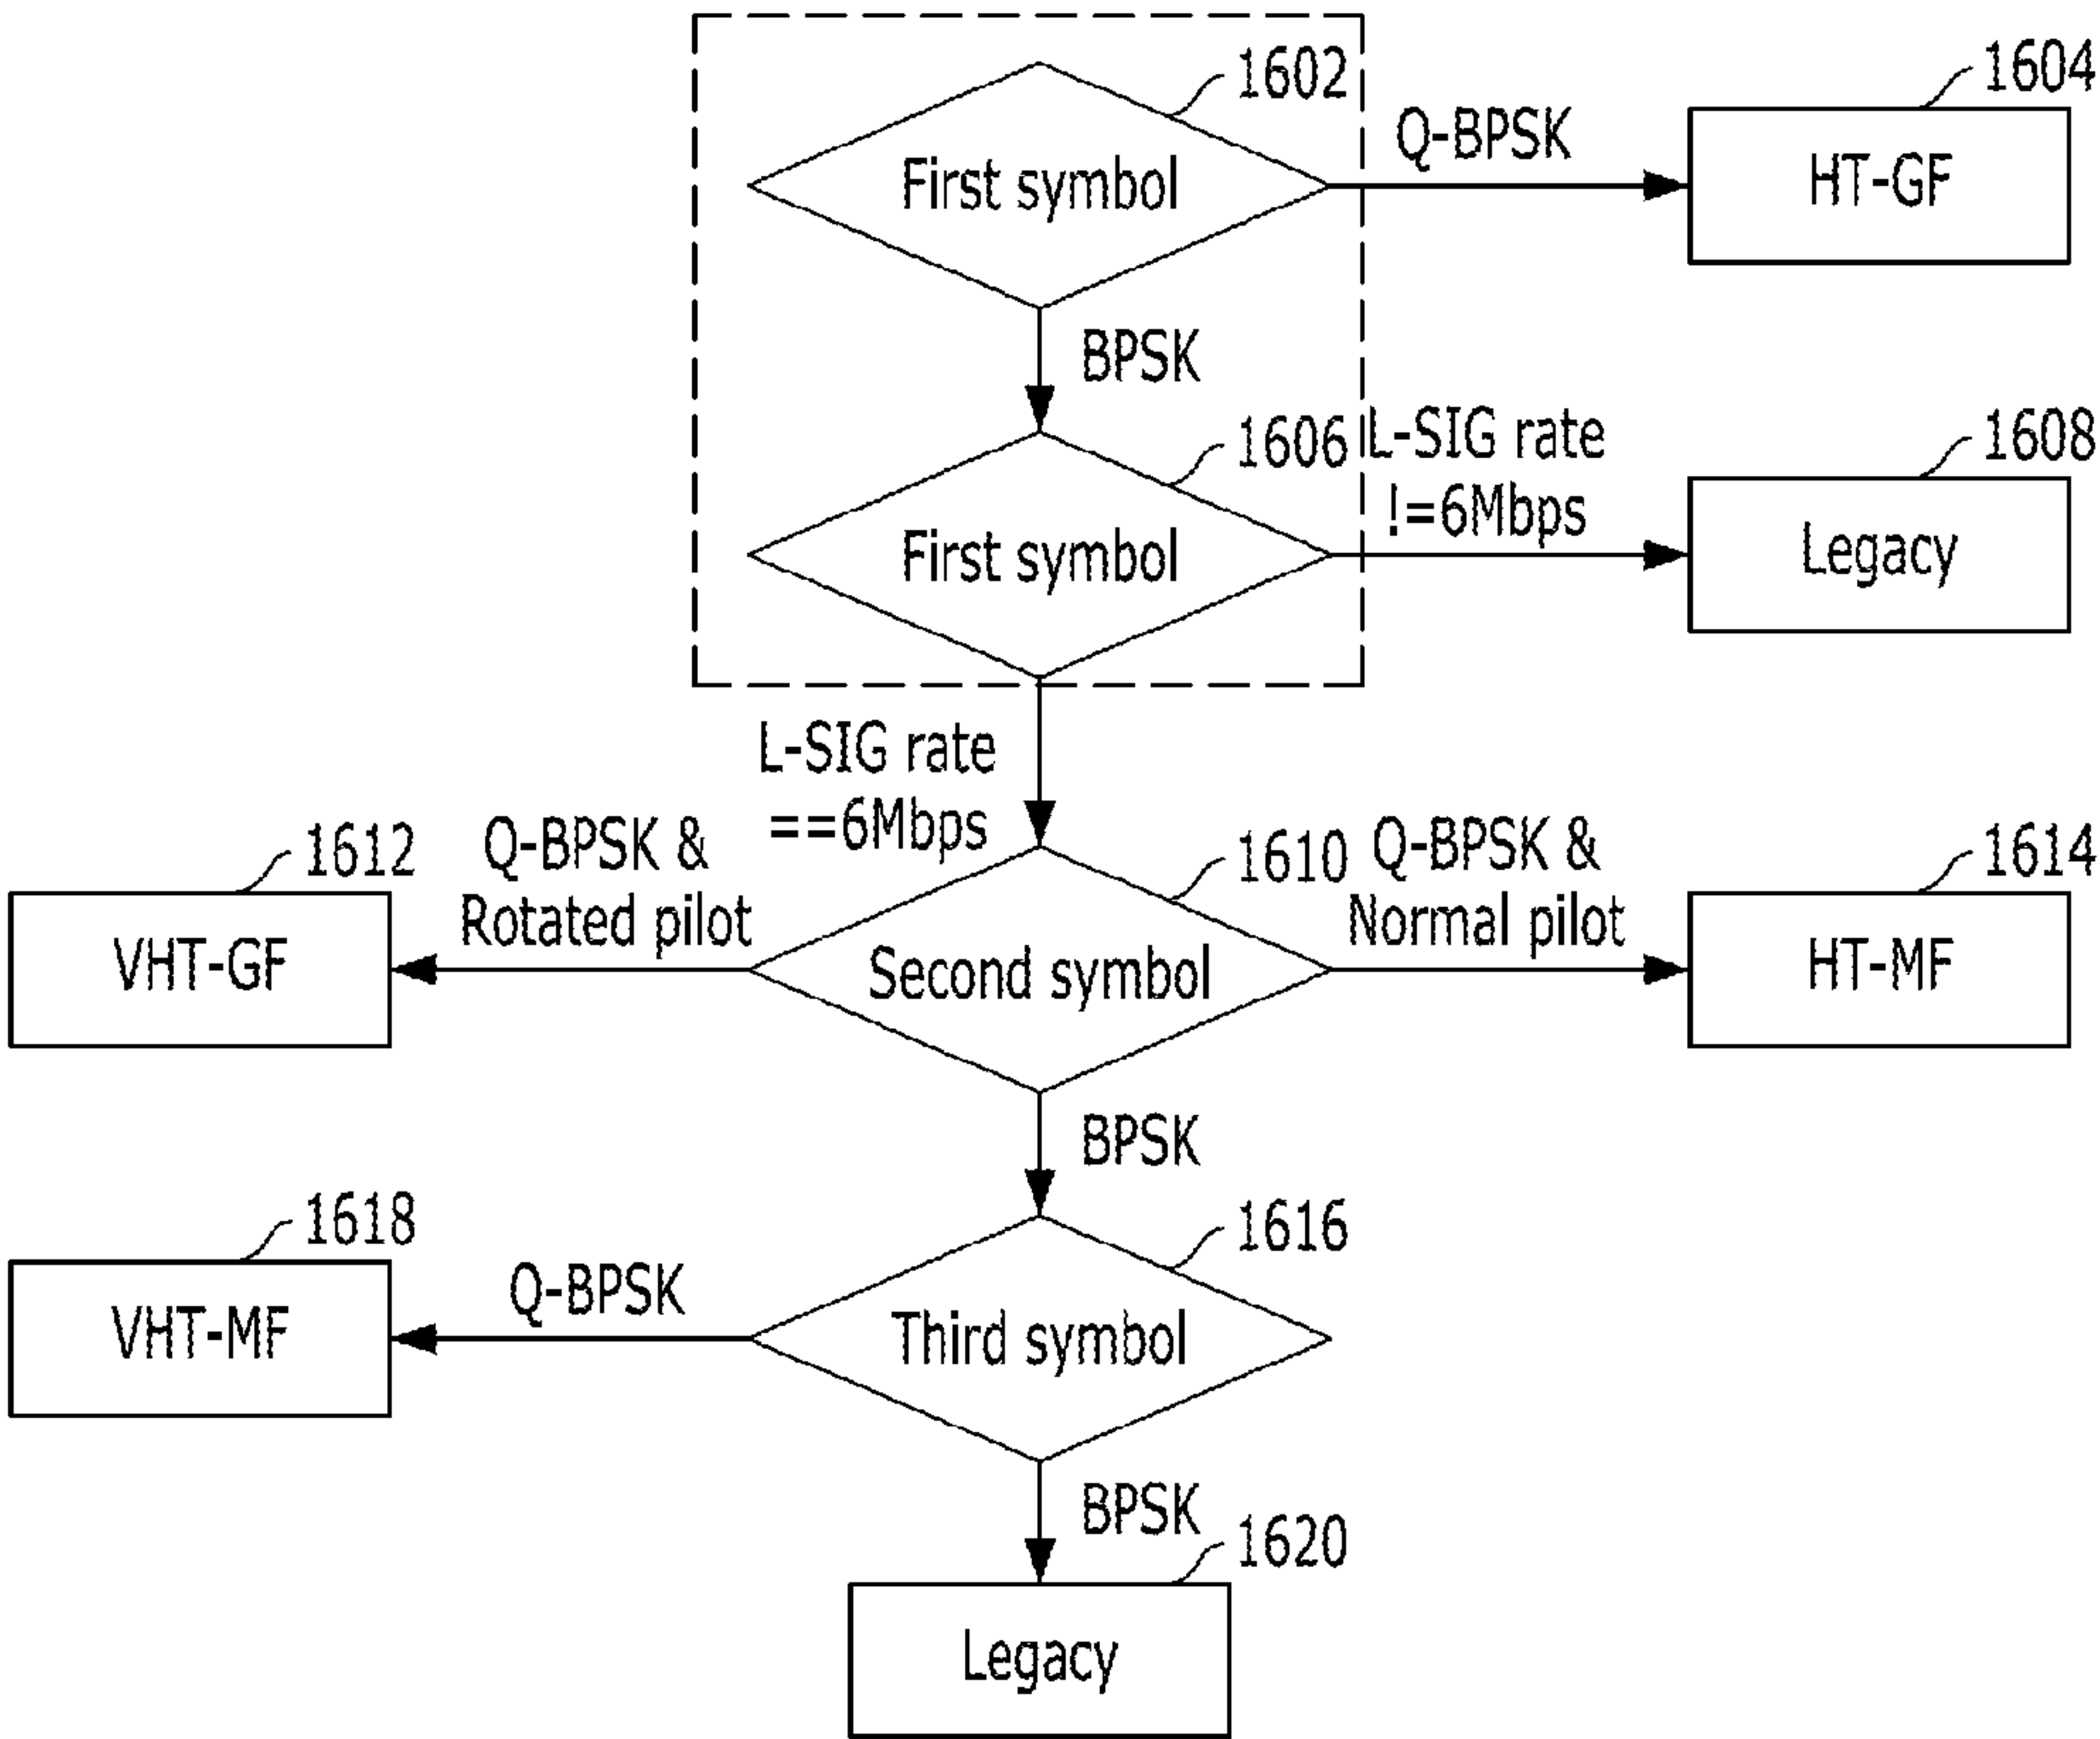 1602
1604
Q-BPSK
First symbol
HT-GF
BPSK
1606
L-SIG rate
!=6Mbps
1608
First symbol
Legacy
L-SIG rate
==6Mbps
1612
Q-BPSK &
Rotated pilot
1610
Q-BPSK &
Normal pilot
1614
VHT-GF
Second symbol
HT-MF
BPSK
1618
1616
Q-BPSK
VHT-MF
Third symbol
BPSK
1620
Legacy